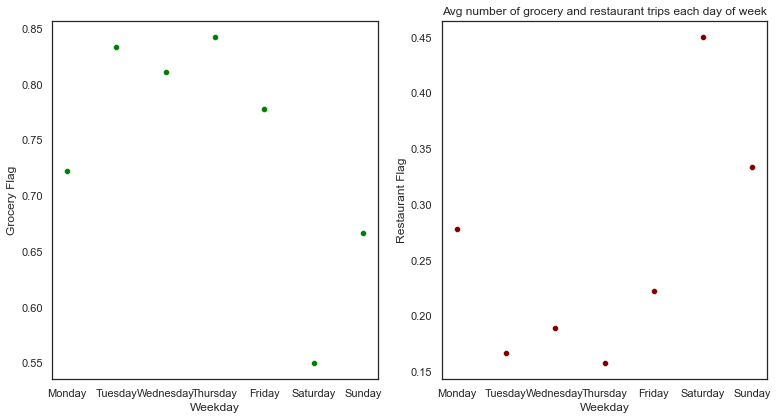 Avg number of grocery and restaurant trips each day of week
Grocery Flag
0.85
0.80
0.75
0.70
0.65
0.60
0.55
Monday Tuesday Wednesday Thursday Friday Saturday Sunday
Weekday
Restaurant Flag
0.45
0.40
0.35
0.30
0.25
0.20
0.15
Monday Tuesday Wednesday Thursday Friday Saturday Sunday
Weekday